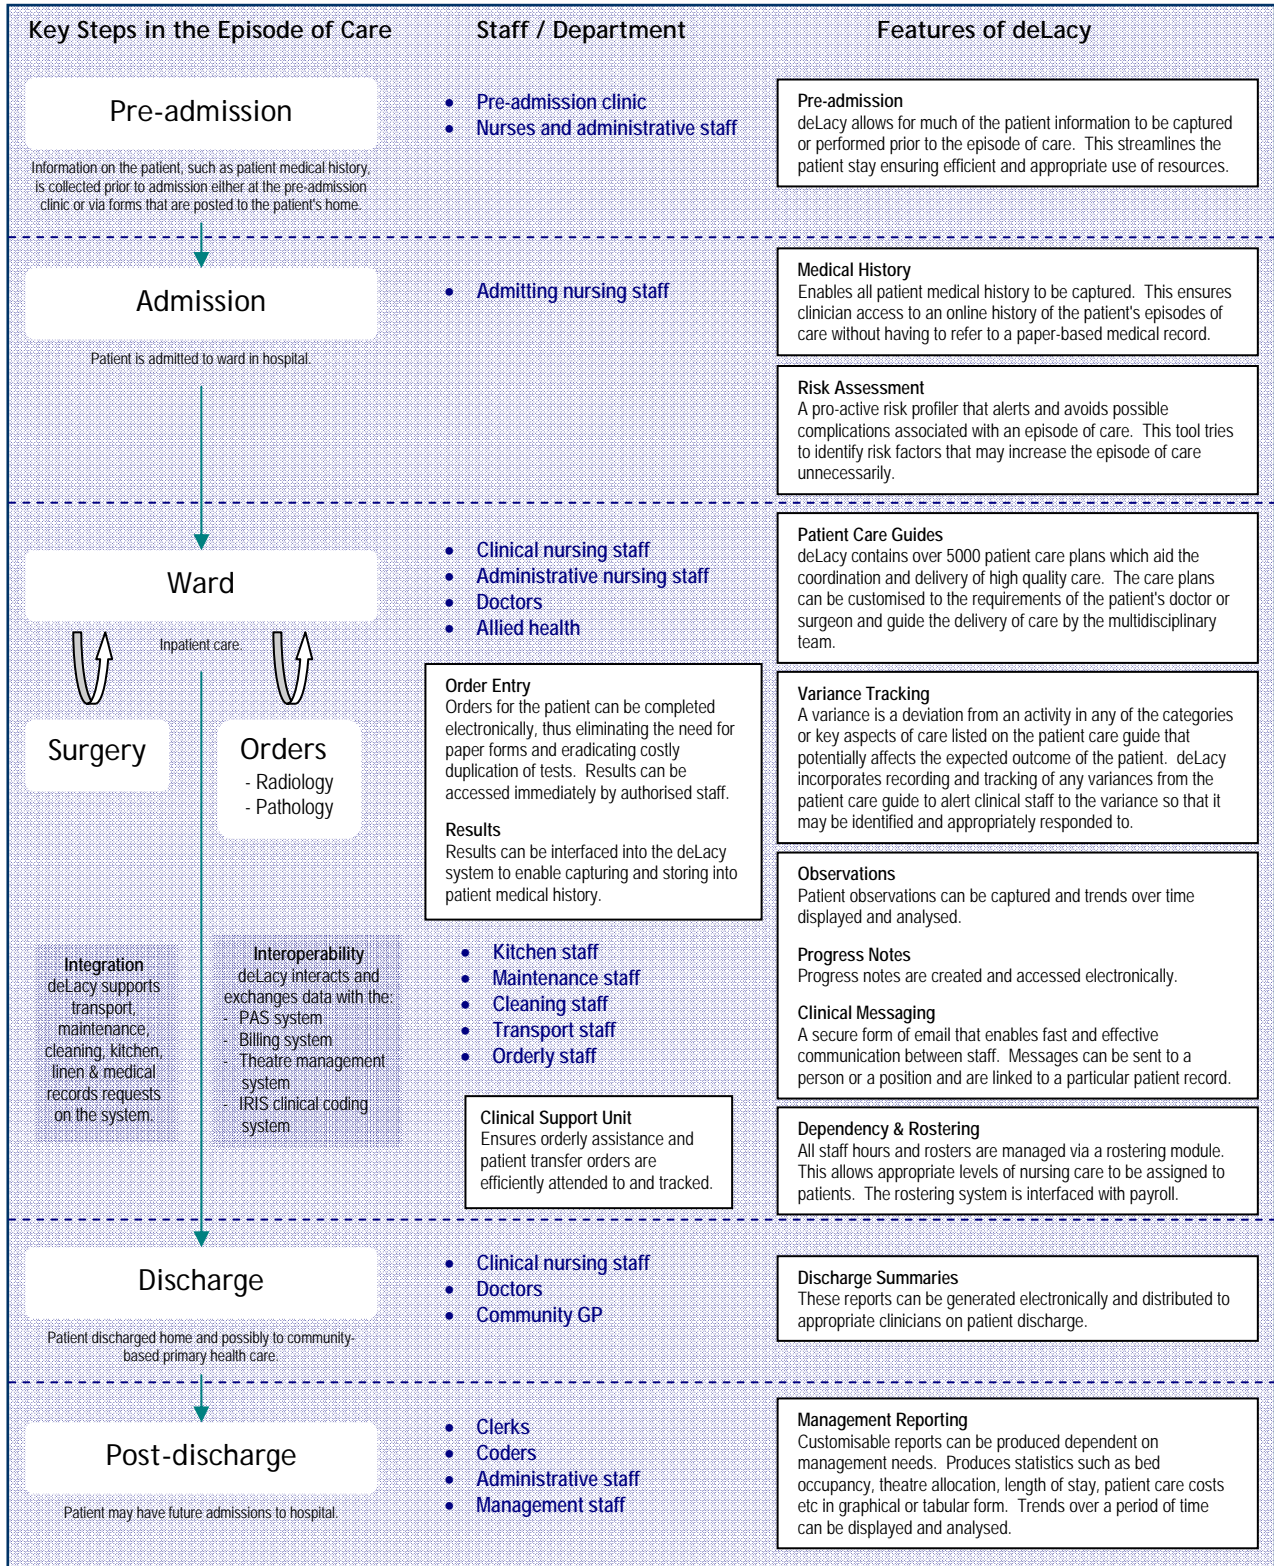 Key Steps in the Episode of Care
Staff / Department
Features of deLacy
Pre-admission
Information on the patient, such as patient medical history,
is collected prior to admission either at the pre-admission
clinic or via forms that are posted to the patient's home.
• Pre-admission clinic
• Nurses and administrative staff
Pre-admission
deLacy allows for much of the patient information to be captured
or performed prior to the episode of care. This streamlines the
patient stay ensuring efficient and appropriate use of resources.
Admission
Patient is admitted to ward in hospital.
• Admitting nursing staff
Medical History
Enables all patient medical history to be captured. This ensures
clinician access to an online history of the patient's episodes of
care without having to refer to a paper-based medical record.
Risk Assessment
A pro-active risk profiler that alerts and avoids possible
complications associated with an episode of care. This tool tries
to identify risk factors that may increase the episode of care
unnecessarily.
Ward
Inpatient care.
Surgery
Orders
- Radiology
- Pathology
Integration
deLacy supports
transport,
maintenance,
cleaning, kitchen,
linen & medical
records requests
on the system.
Interoperability
deLacy interacts and
exchanges data with the:
- PAS system
- Billing system
- Theatre management
system
- IRIS clinical coding
system
• Clinical nursing staff
• Administrative nursing staff
• Doctors
• Allied health
Order Entry
Orders for the patient can be completed
electronically, thus eliminating the need for
paper forms and eradicating costly
duplication of tests. Results can be
accessed immediately by authorised staff.
Results
Results can be interfaced into the deLacy
system to enable capturing and storing into
patient medical history.
• Kitchen staff
• Maintenance staff
• Cleaning staff
• Transport staff
• Orderly staff
Clinical Support Unit
Ensures orderly assistance and
patient transfer orders are
efficiently attended to and tracked.
Patient Care Guides
deLacy contains over 5000 patient care plans which aid the
coordination and delivery of high quality care. The care plans
can be customised to the requirements of the patient's doctor or
surgeon and guide the delivery of care by the multidisciplinary
team.
Variance Tracking
A variance is a deviation from an activity in any of the categories
or key aspects of care listed on the patient care guide that
potentially affects the expected outcome of the patient. deLacy
incorporates recording and tracking of any variances from the
patient care guide to alert clinical staff to the variance so that it
may be identified and appropriately responded to.
Observations
Patient observations can be captured and trends over time
displayed and analysed.
Progress Notes
Progress notes are created and accessed electronically.
Clinical Messaging
A secure form of email that enables fast and effective
communication between staff. Messages can be sent to a
person or a position and are linked to a particular patient record.
Dependency & Rostering
All staff hours and rosters are managed via a rostering module.
This allows appropriate levels of nursing care to be assigned to
patients. The rostering system is interfaced with payroll.
Discharge
Patient discharged home and possibly to community-
based primary health care.
• Clinical nursing staff
• Doctors
• Community GP
Discharge Summaries
These reports can be generated electronically and distributed to
appropriate clinicians on patient discharge.
Post-discharge
Patient may have future admissions to hospital.
• Clerks
• Coders
• Administrative staff
• Management staff
Management Reporting
Customisable reports can be produced dependent on
management needs. Produces statistics such as bed
occupancy, theatre allocation, length of stay, patient care costs
etc in graphical or tabular form. Trends over a period of time
can be displayed and analysed.